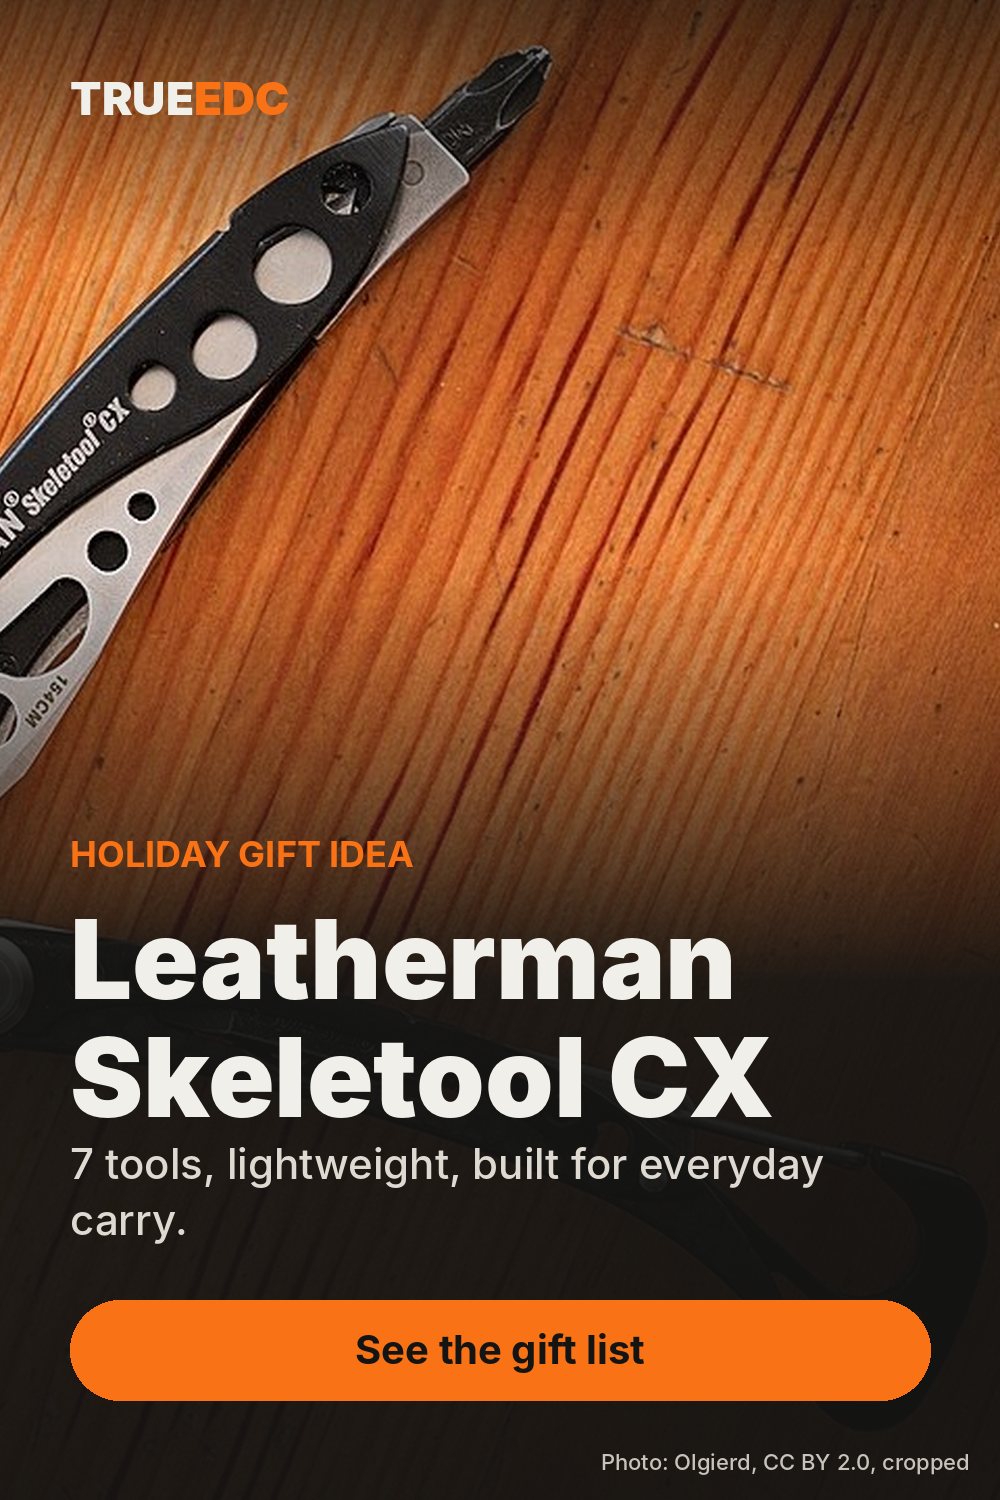 TRUEEDC
AN® Skeletool® CX
154CM
HOLIDAY GIFT IDEA
Leatherman
Skeletool CX
7 tools, lightweight, built for everyday
carry.
See the gift list
Photo: Olgierd, CC BY 2.0, cropped